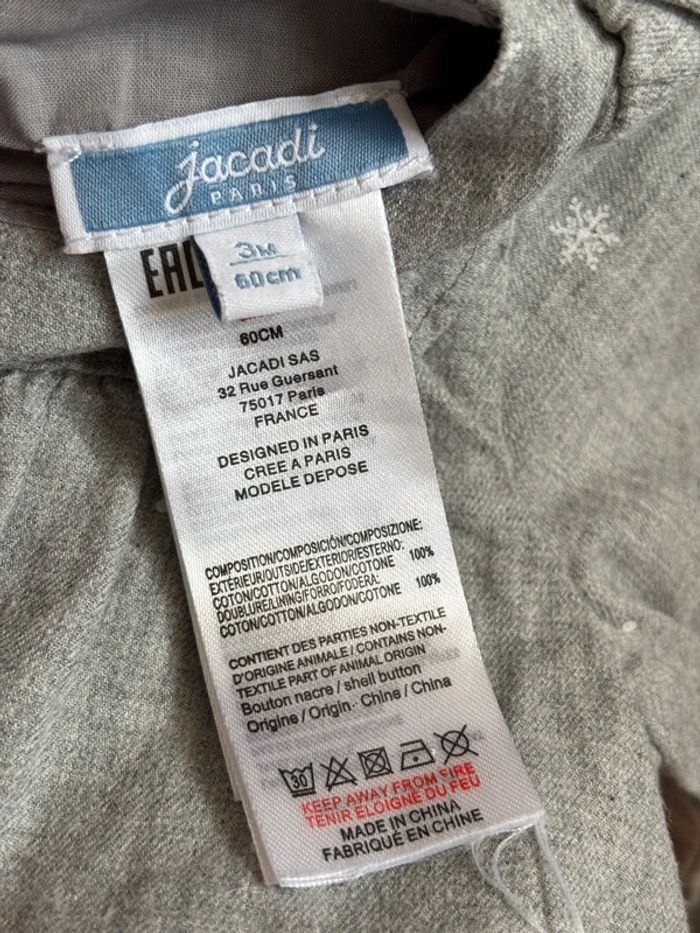 jacadi
PARIS
3M
60cm
EAC
60CM
JACADI SAS
32 Rue Guersant
75017 Paris
FRANCE
DESIGNED IN PARIS
CREE A PARIS
MODELE DEPOSE
COMPOSITION/COMPOSICIÓN/COMPOSIZIONE:
EXTÉRIEUR/OUTSIDE/EXTERIOR/ESTERNO:
COTON/COTTON/ALGODON/COTONE 100%
DOUBLURE/LINING/FORRO/FODERA:
COTON/COTTON/ALGODON/COTONE 100%
CONTIENT DES PARTIES NON-TEXTILE
D'ORIGINE ANIMALE / CONTAINS NON-
TEXTILE PART OF ANIMAL ORIGIN
Bouton nacre / shell button
Origine / Origin: Chine / China
30
KEEP AWAY FROM FIRE
TENIR ELOIGNÉ DU FEU
MADE IN CHINA
FABRIQUÉ EN CHINE